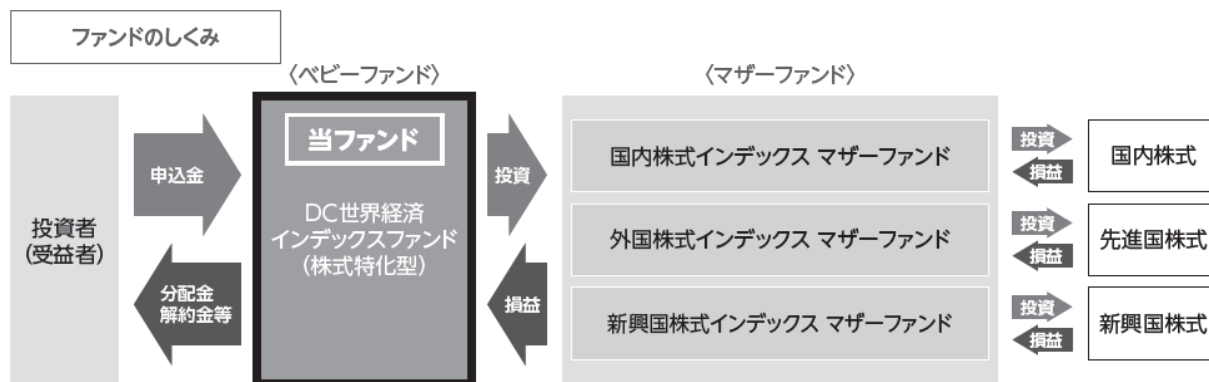 ファンドのしくみ
〈ベビーファンド〉
〈マザーファンド〉
投資者
(受益者)
申込金
分配金
解約金等
当ファンド
DC世界経済
インデックスファンド
(株式特化型)
投資
損益
国内株式インデックス マザーファンド
投資
損益
国内株式
外国株式インデックス マザーファンド
投資
損益
先進国株式
新興国株式インデックス マザーファンド
投資
損益
新興国株式